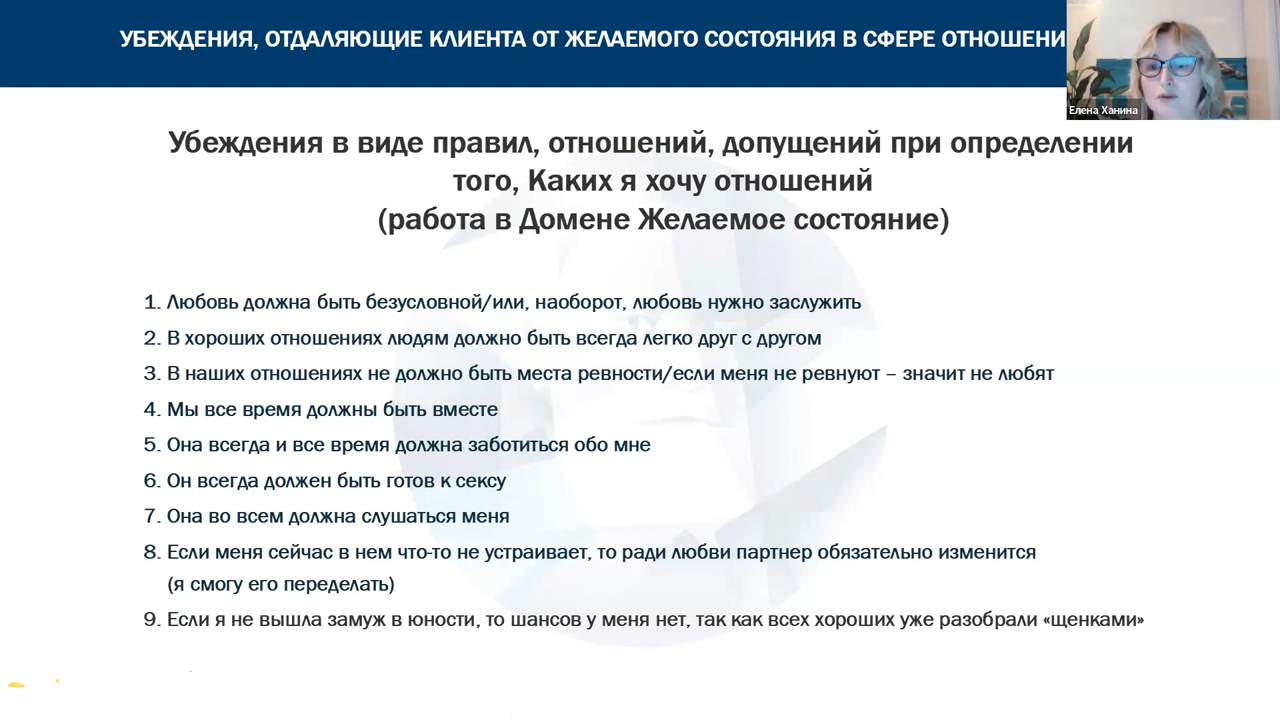 УБЕЖДЕНИЯ, ОТДАЛЯЮЩИЕ КЛИЕНТА ОТ ЖЕЛАЕМОГО СОСТОЯНИЯ В СФЕРЕ ОТНОШЕНИ
Елена Ханина
Убеждения в виде правил, отношений, допущений при определении
того, Каких я хочу отношений
(работа в Домене Желаемое состояние)
1. Любовь должна быть безусловной/или, наоборот, любовь нужно заслужить
2. В хороших отношениях людям должно быть всегда легко друг с другом
3. В наших отношениях не должно быть места ревности/если меня не ревнуют – значит не любят
4. Мы все время должны быть вместе
5. Она всегда и все время должна заботиться обо мне
6. Он всегда должен быть готов к сексу
7. Она во всем должна слушаться меня
8. Если меня сейчас в нем что-то не устраивает, то ради любви партнер обязательно изменится
(я смогу его переделать)
9. Если я не вышла замуж в юности, то шансов у меня нет, так как всех хороших уже разобрали «щенками»